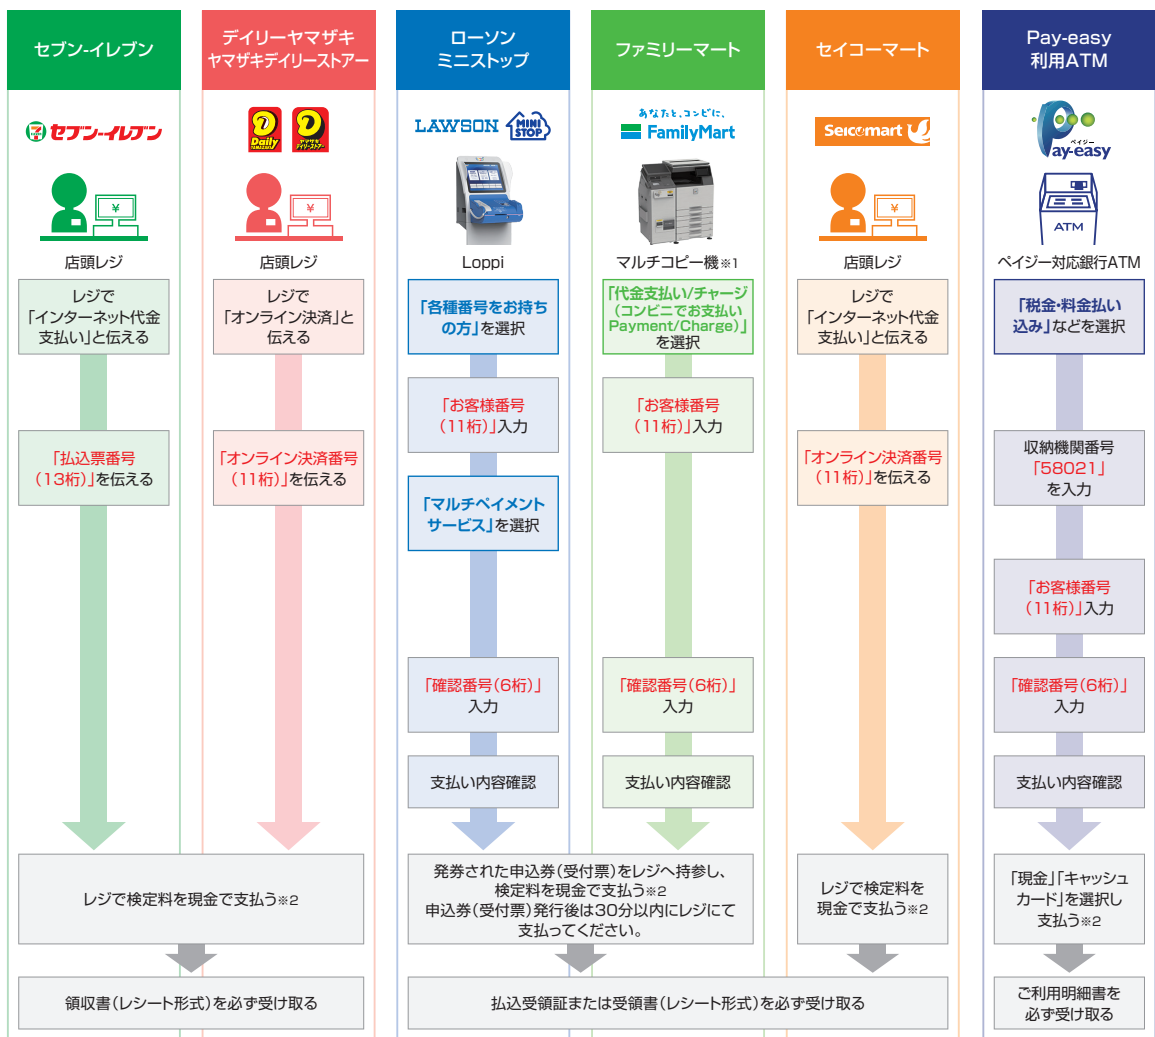 セブン-イレブン
セブン-イレブン
¥
店頭レジ
レジで
「インターネット代金
支払い」と伝える
「払込票番号
(13桁)」を伝える
デイリーヤマザキ
ヤマザキデイリーストアー
Daily
YAMAZAKI
ヤマザキ
デイリーストアー
¥
店頭レジ
レジで
「オンライン決済」と
伝える
「オンライン決済番号
(11桁)」を伝える
レジで検定料を現金で支払う※2
領収書(レシート形式)を必ず受け取る
ローソン
ミニストップ
LAWSON
MINI
STOP
Loppi
「各種番号をお持ち
の方」を選択
「お客様番号
(11桁)」入力
「マルチペイメント
サービス」を選択
「確認番号(6桁)」
入力
支払い内容確認
ファミリーマート
あなたと、コンビに、
FamilyMart
マルチコピー機※1
「代金支払い/チャージ
(コンビニでお支払い
Payment/Charge)」
を選択
「お客様番号
(11桁)」入力
「確認番号(6桁)」
入力
支払い内容確認
発券された申込券(受付票)をレジへ持参し、
検定料を現金で支払う※2
申込券(受付票)発行後は30分以内にレジにて
支払ってください。
セイコーマート
Seicomart
¥
店頭レジ
レジで
「インターネット代金
支払い」と伝える
「オンライン決済番号
(11桁)」を伝える
レジで検定料を
現金で支払う※2
払込受領証または受領書(レシート形式)を必ず受け取る
Pay-easy
利用ATM
ペイジー
Pay-easy
ATM
ペイジー対応銀行ATM
「税金・料金払い
込み」などを選択
収納機関番号
「58021」
を入力
「お客様番号
(11桁)」入力
「確認番号(6桁)」
入力
支払い内容確認
「現金」「キャッシュ
カード」を選択し
支払う※2
ご利用明細書を
必ず受け取る